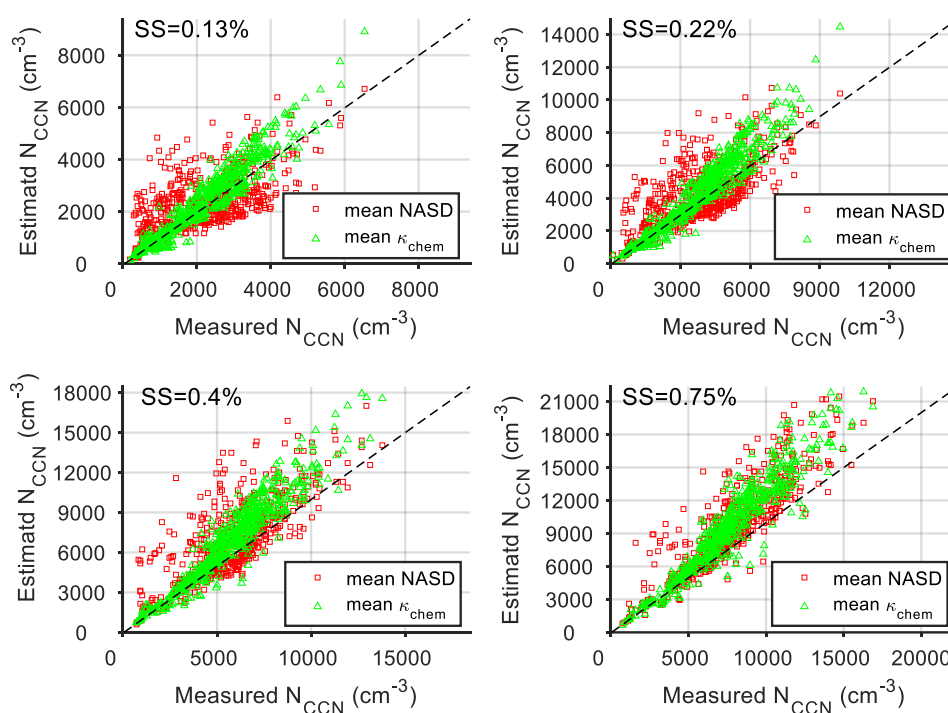 SS=0.13%
Estimatd N_CCN (cm^-3)
8000
6000
4000
2000
0
0 2000 4000 6000 8000
Measured N_CCN (cm^-3)
mean NASD
mean κ_chem
SS=0.22%
Estimatd N_CCN (cm^-3)
14000
12000
10000
8000
6000
4000
2000
0
0 3000 6000 9000 12000
Measured N_CCN (cm^-3)
mean NASD
mean κ_chem
SS=0.4%
Estimatd N_CCN (cm^-3)
18000
15000
12000
9000
6000
3000
0
0 5000 10000 15000
Measured N_CCN (cm^-3)
mean NASD
mean κ_chem
SS=0.75%
Estimatd N_CCN (cm^-3)
21000
18000
15000
12000
9000
6000
3000
0
0 5000 10000 15000 20000
Measured N_CCN (cm^-3)
mean NASD
mean κ_chem